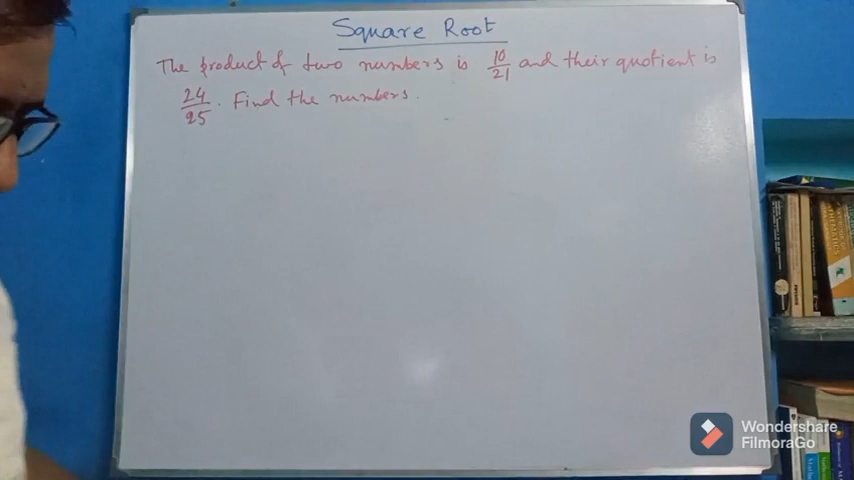 Square Root
The product of two numbers is 10/21 and their quotient is
24/25. Find the numbers.
Wondershare
FilmoraGo
MATHEMATICS